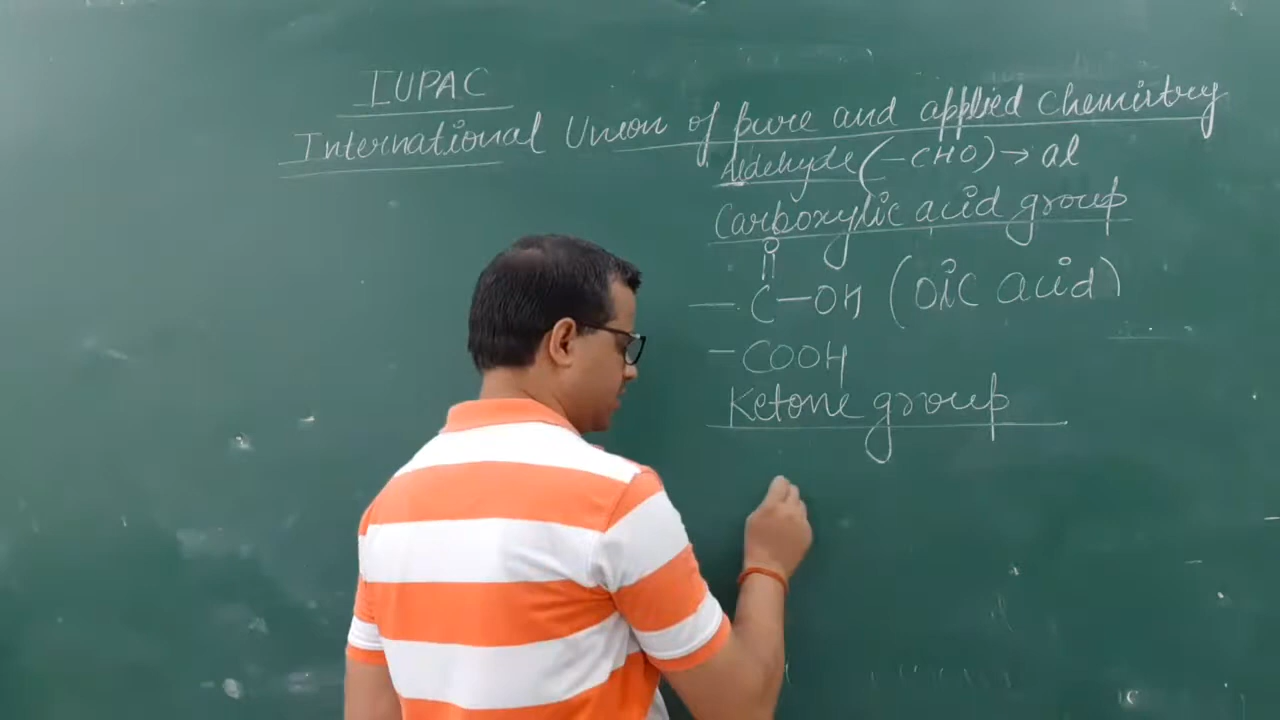 IUPAC
International Union of pure and applied Chemistry
Aldehyde (-CHO) → al
Carboxylic acid group
O
||
— C — OH (Oic acid)
- COOH
Ketone group